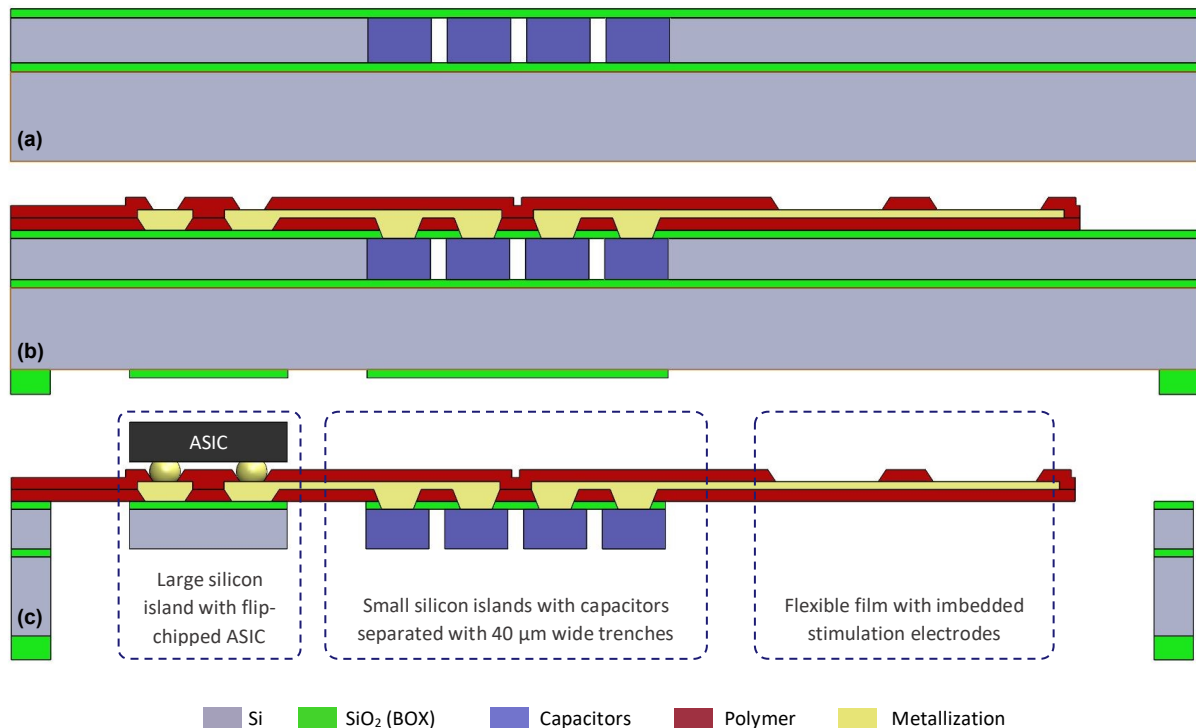 (a)
(b)
ASIC
(c)
Large silicon
island with flip-
chipped ASIC
Small silicon islands with capacitors
separated with 40 µm wide trenches
Flexible film with imbedded
stimulation electrodes
Si SiO₂ (BOX) Capacitors Polymer Metallization